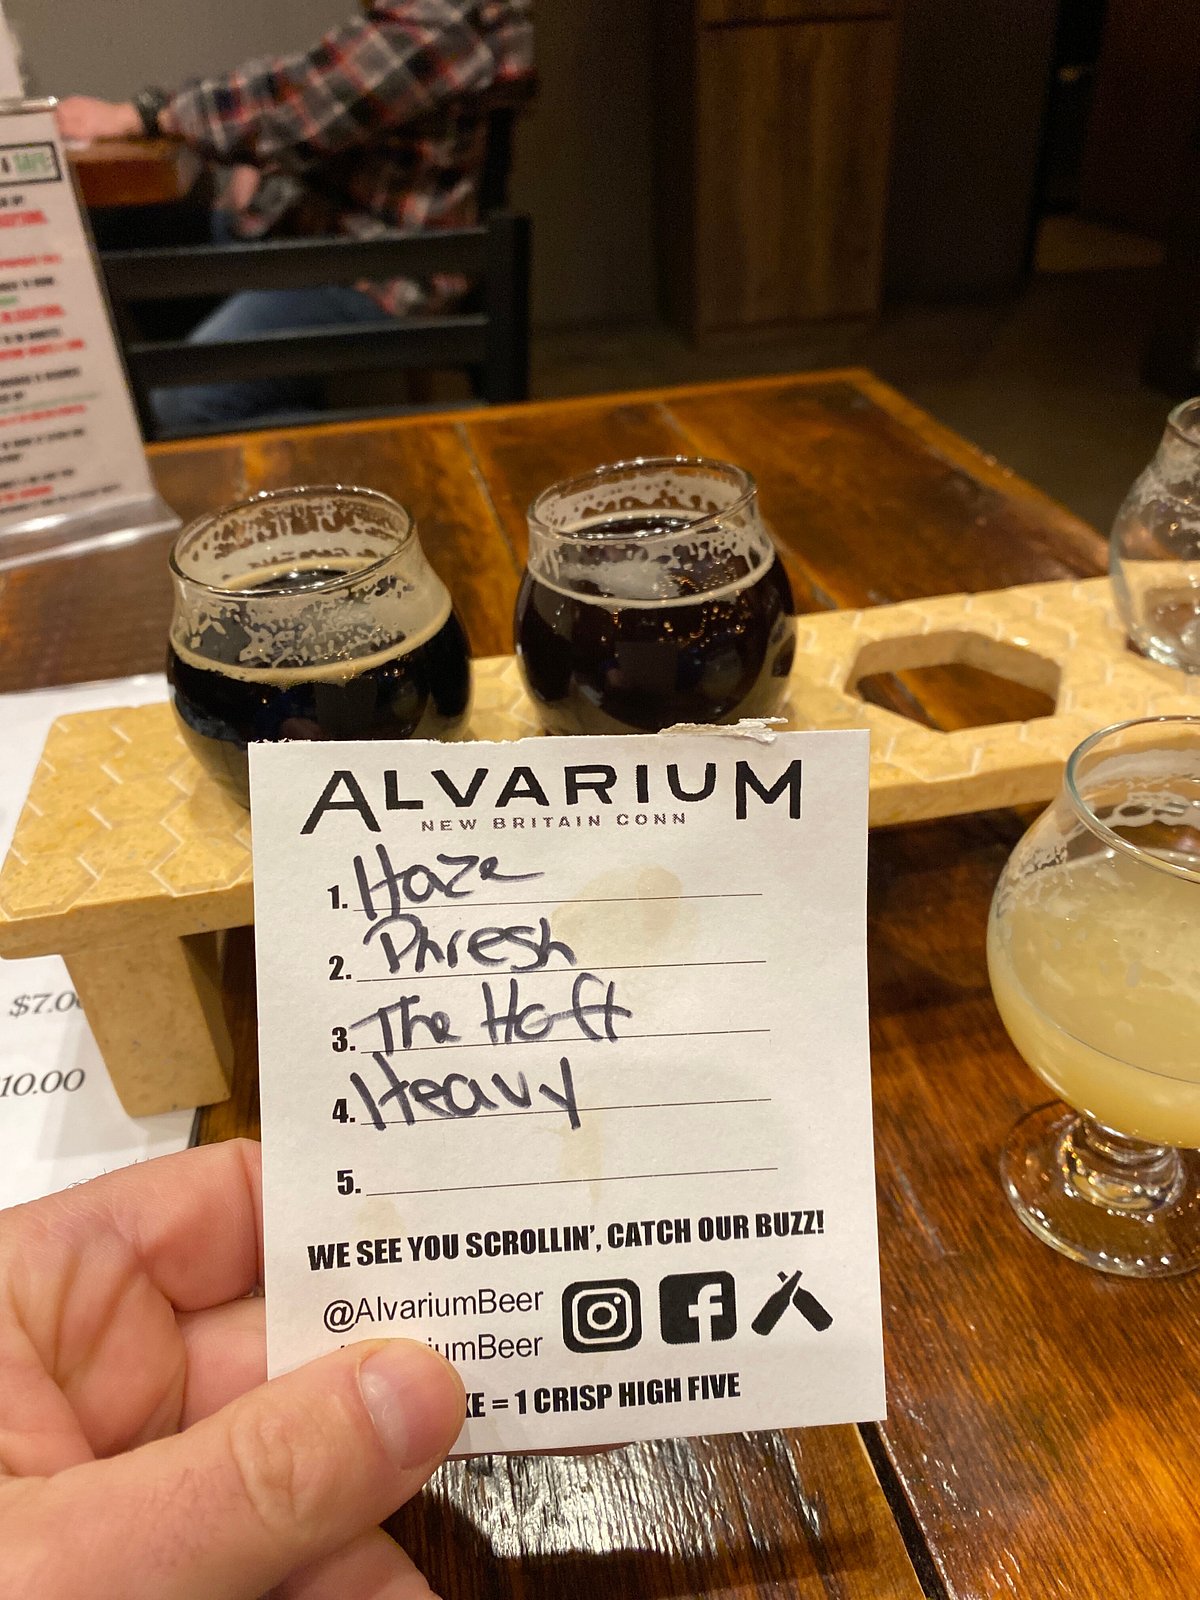 ALVARIUM
NEW BRITAIN CONN
1. Haze
2. Phresh
3. The Haft
4. Heavy
5.
WE SEE YOU SCROLLIN', CATCH OUR BUZZ!
@AlvariumBeer
iumBeer
KE = 1 CRISP HIGH FIVE
$7.00
10.00